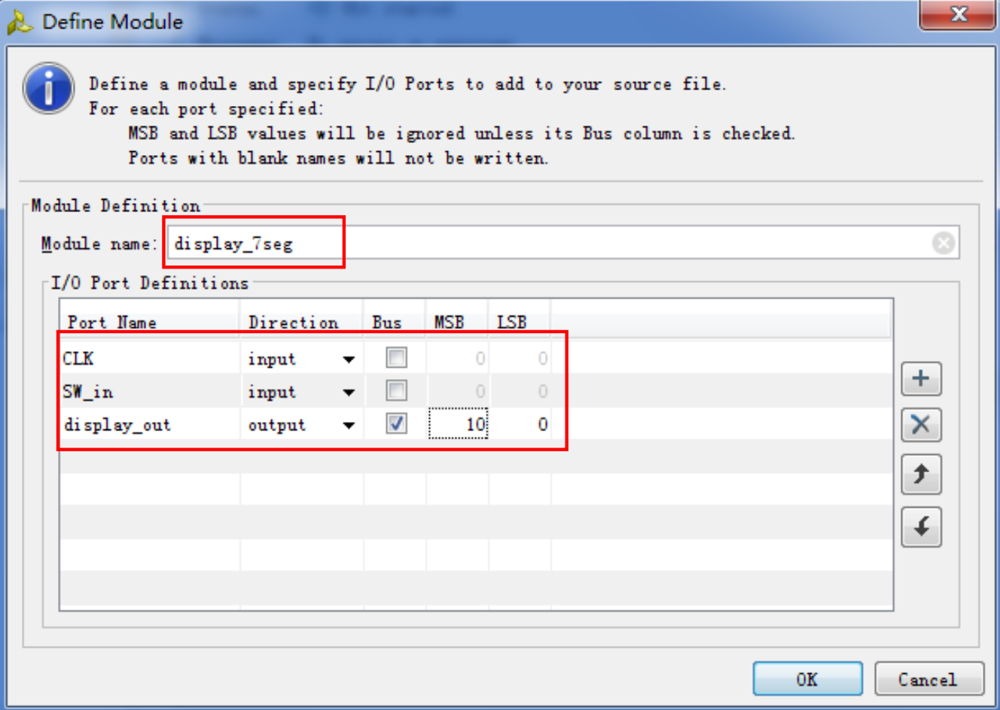 Define Module
Define a module and specify I/O Ports to add to your source file.
For each port specified:
MSB and LSB values will be ignored unless its Bus column is checked.
Ports with blank names will not be written.
Module Definition
Module name: display_7seg
I/O Port Definitions
Port Name Direction Bus MSB LSB
CLK input 0 0
SW_in input 0 0
display_out output 10 0
OK Cancel